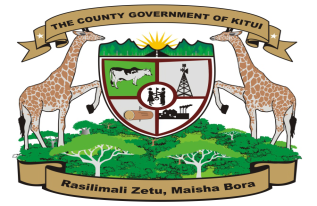 THE COUNTY GOVERNMENT OF KITUI
Rasilimali Zetu, Maisha Bora